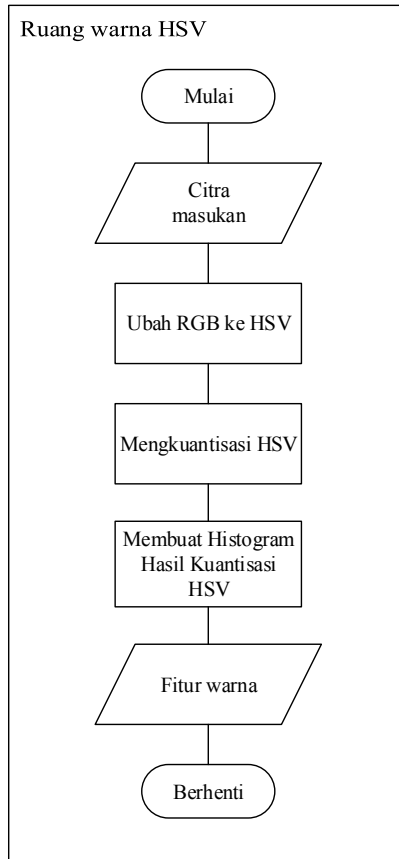 Ruang warna HSV
Mulai
Citra
masukan
Ubah RGB ke HSV
Mengkuantisasi HSV
Membuat Histogram
Hasil Kuantisasi
HSV
Fitur warna
Berhenti